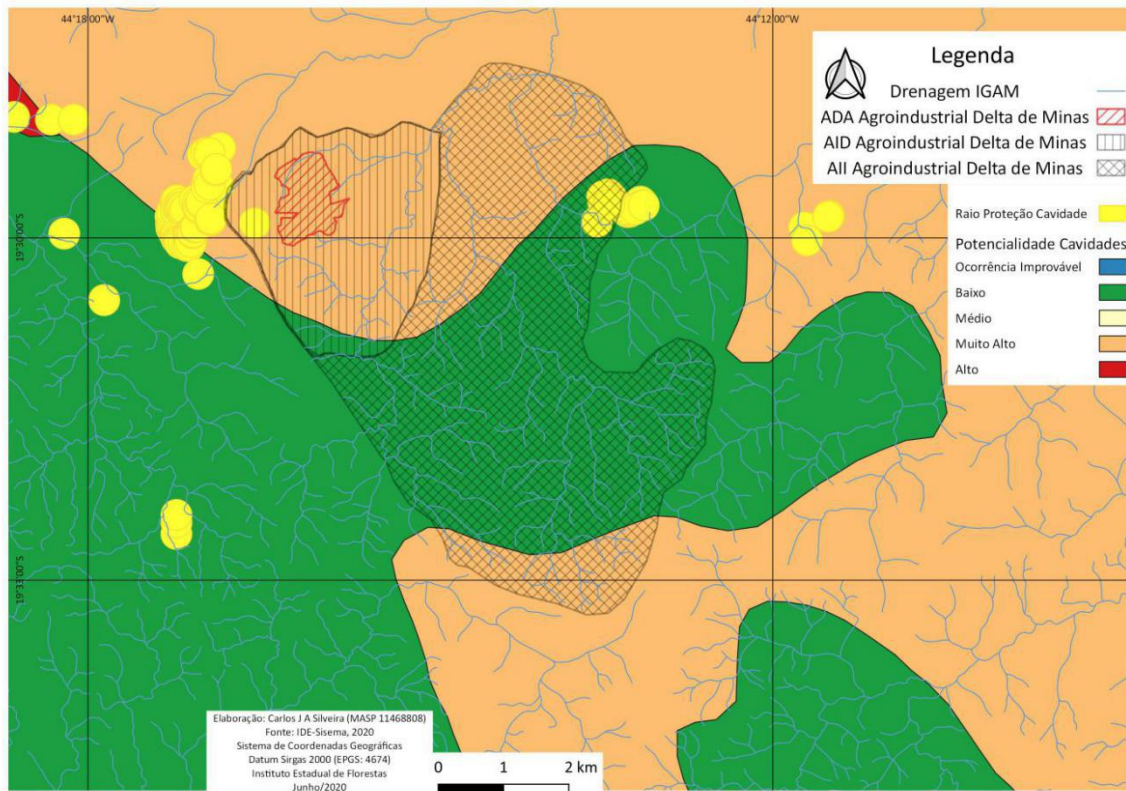 44°18'00"W
44°12'00"W
Legenda
Drenagem IGAM
ADA Agroindustrial Delta de Minas
AID Agroindustrial Delta de Minas
AII Agroindustrial Delta de Minas
Raio Proteção Cavidade
Potencialidade Cavidades
Ocorrência Improvável
Baixo
Médio
Muito Alto
Alto
19°30'00"S
19°33'00"S
Elaboração: Carlos J A Silveira (MASP 11468808)
Fonte: IDE-Sisema, 2020
Sistema de Coordenadas Geográficas
Datum Sirgas 2000 (EPGS: 4674)
Instituto Estadual de Florestas
Junho/2020
0 1 2 km